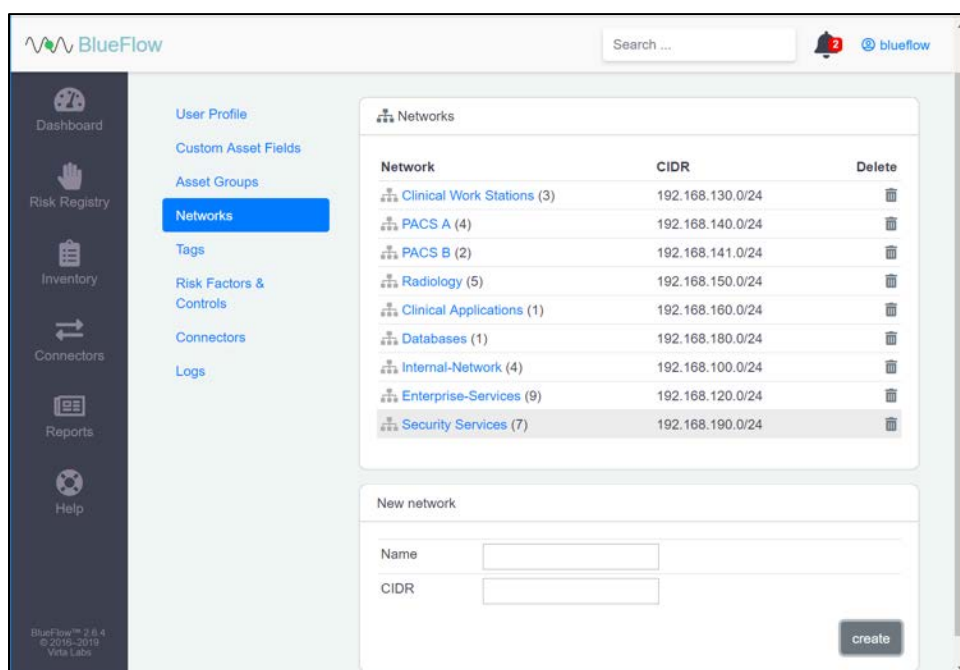 BlueFlow
Search ...
2
blueflow
Dashboard
Risk Registry
Inventory
Connectors
Reports
Help
BlueFlow™ 2.6.4
© 2016-2019
Virta Labs
User Profile
Custom Asset Fields
Asset Groups
Networks
Tags
Risk Factors &
Controls
Connectors
Logs
Networks
Network CIDR Delete
Clinical Work Stations (3) 192.168.130.0/24
PACS A (4) 192.168.140.0/24
PACS B (2) 192.168.141.0/24
Radiology (5) 192.168.150.0/24
Clinical Applications (1) 192.168.160.0/24
Databases (1) 192.168.180.0/24
Internal-Network (4) 192.168.100.0/24
Enterprise-Services (9) 192.168.120.0/24
Security Services (7) 192.168.190.0/24
New network
Name
CIDR
create